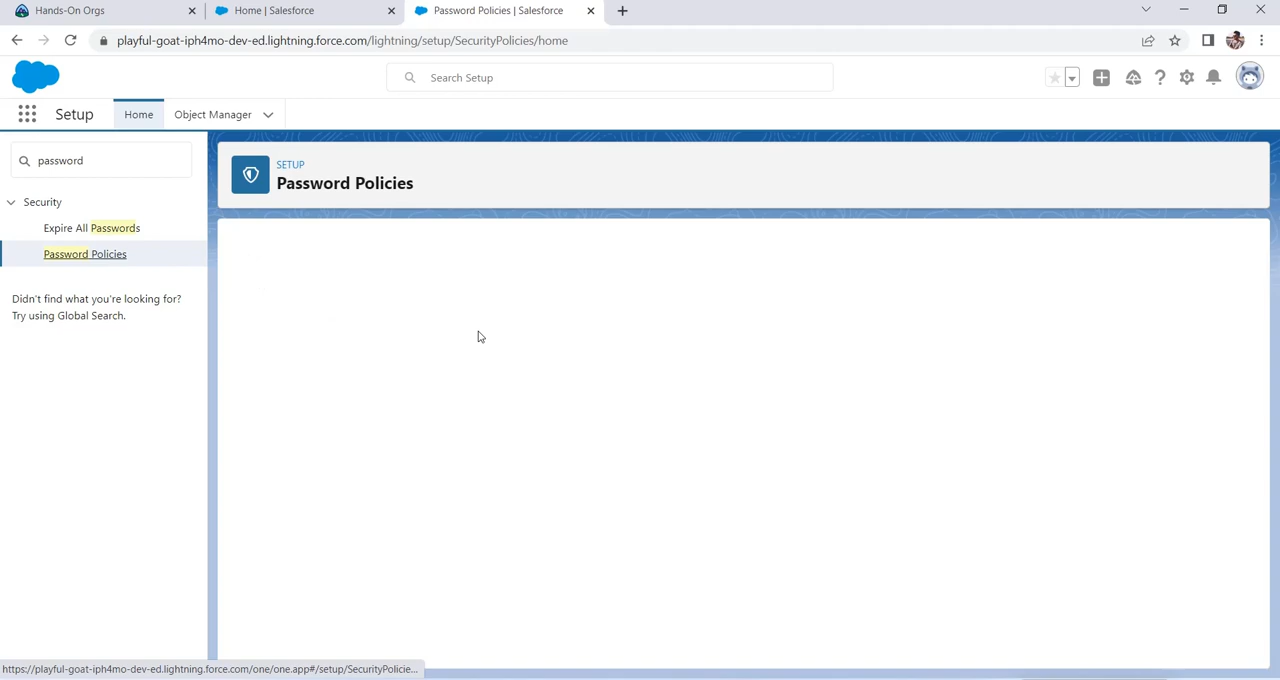 Hands-On Orgs
Home | Salesforce
Password Policies | Salesforce
playful-goat-iph4mo-dev-ed.lightning.force.com/lightning/setup/SecurityPolicies/home
Search Setup
Setup
Home
Object Manager
password
SETUP
Password Policies
Security
Expire All Passwords
Password Policies
Didn't find what you're looking for?
Try using Global Search.
https://playful-goat-iph4mo-dev-ed.lightning.force.com/one/one.app#/setup/SecurityPolicie...